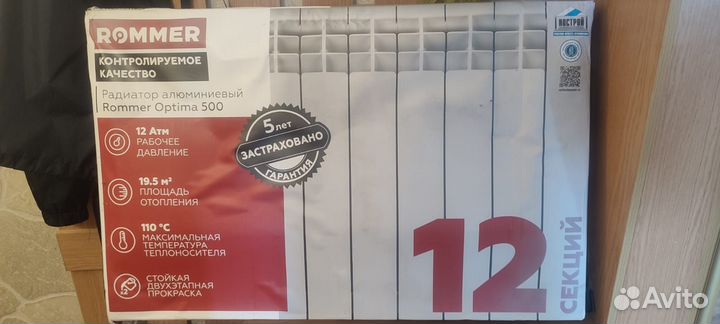 ROMMER
КОНТРОЛИРУЕМОЕ
КАЧЕСТВО
Радиатор алюминиевый
Rommer Optima 500
12 Атм
РАБОЧЕЕ
ДАВЛЕНИЕ
19.5 м²
ПЛОЩАДЬ
ОТОПЛЕНИЯ
110 °C
МАКСИМАЛЬНАЯ
ТЕМПЕРАТУРА
ТЕПЛОНОСИТЕЛЯ
СТОЙКАЯ
ДВУХЭТАПНАЯ
ПРОКРАСКА
5 лет
ЗАСТРАХОВАНО
ГАРАНТИЯ
12
СЕКЦИЙ
НОСТРОЙ
Avito